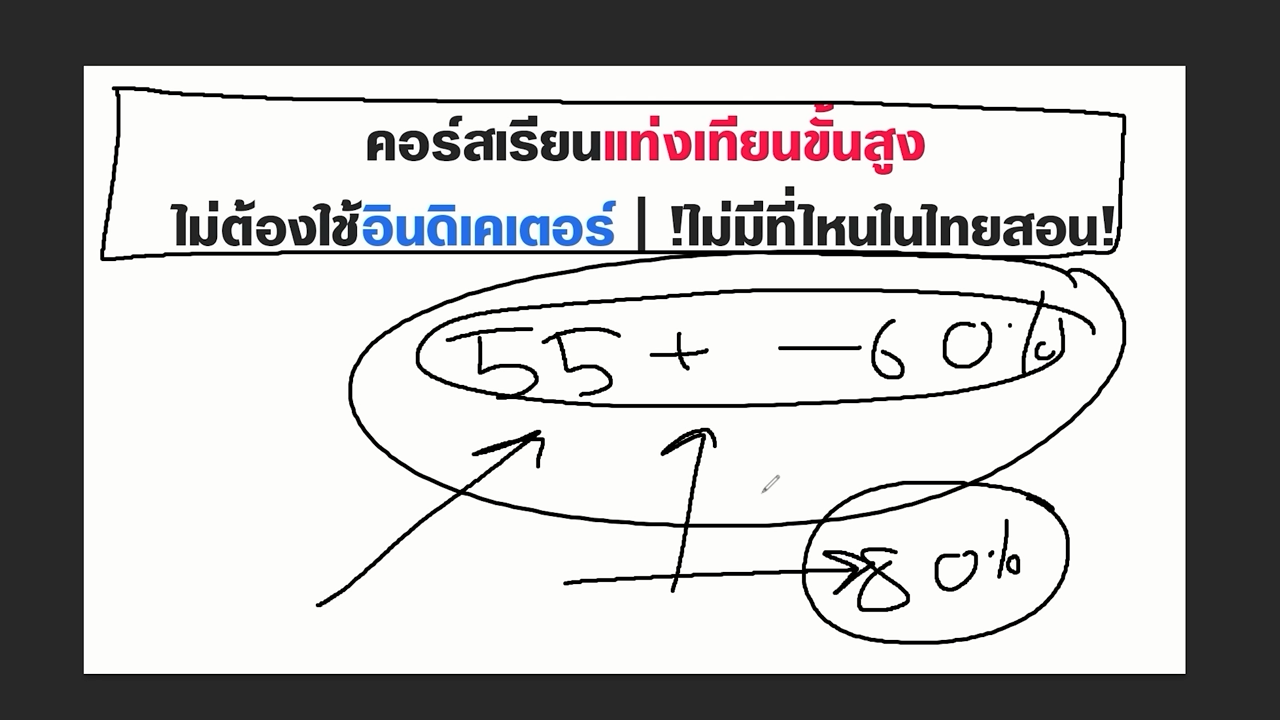 คอร์สเรียนแท่งเทียนขั้นสูง
ไม่ต้องใช้อินดิเคเตอร์ | !ไม่มีที่ไหนในไทยสอน!
55+ - 60%
80%